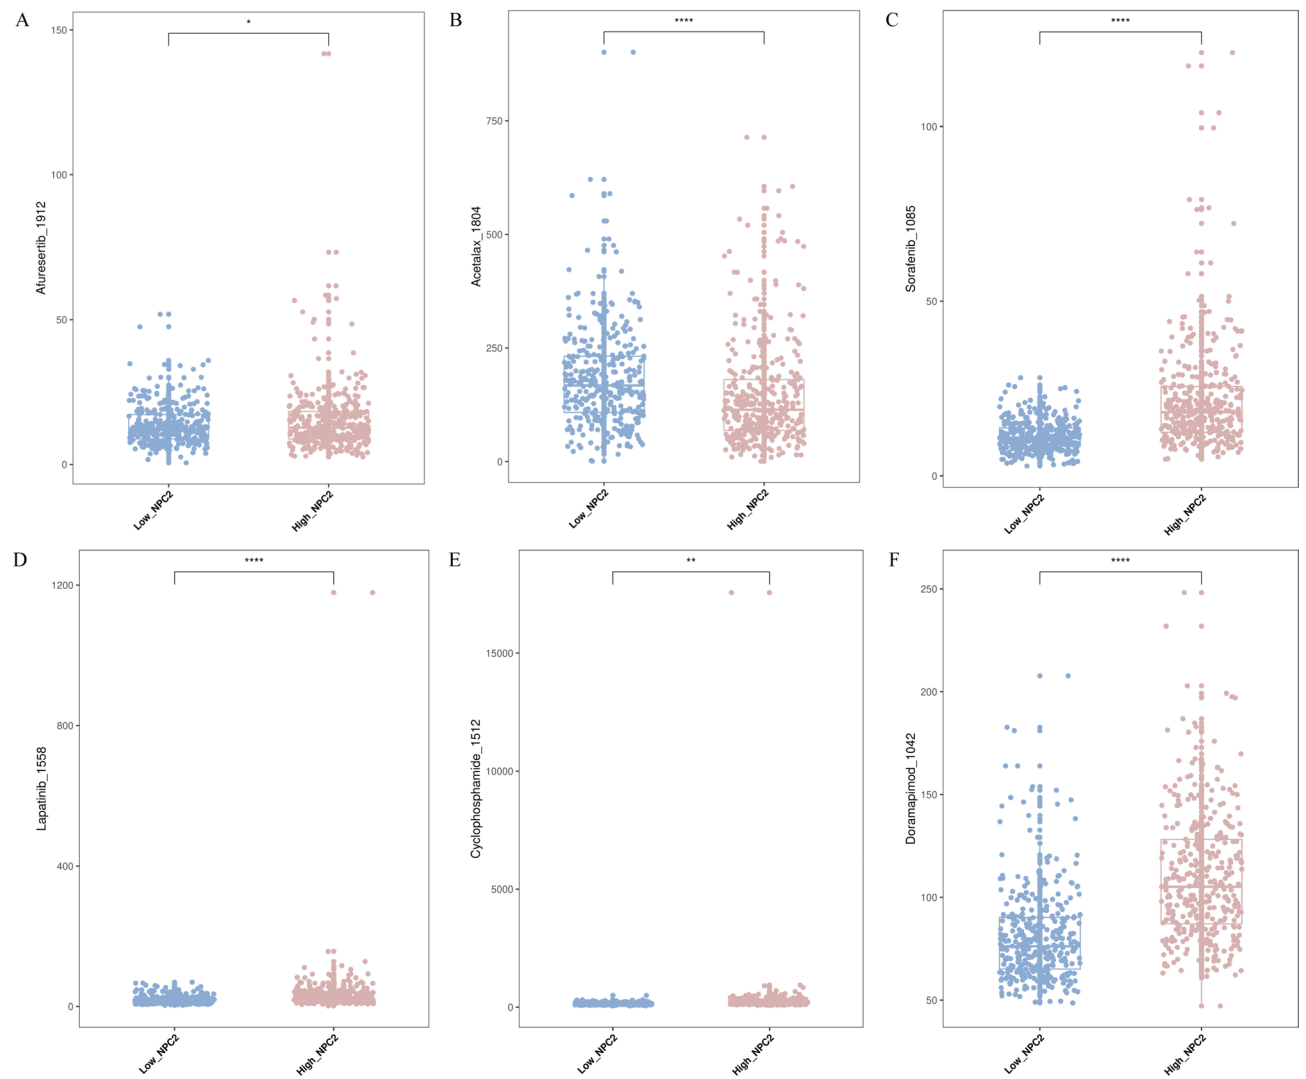 A
Afuresertib_1912
150
100
50
0
*
Low_NPC2
High_NPC2
B
Acetalax_1804
750
500
250
0
****
Low_NPC2
High_NPC2
C
Sorafenib_1085
100
50
0
****
Low_NPC2
High_NPC2
D
Lapatinib_1558
1200
800
400
0
****
Low_NPC2
High_NPC2
E
Cyclophosphamide_1512
15000
10000
5000
0
**
Low_NPC2
High_NPC2
F
Doramapimod_1042
250
200
150
100
50
****
Low_NPC2
High_NPC2